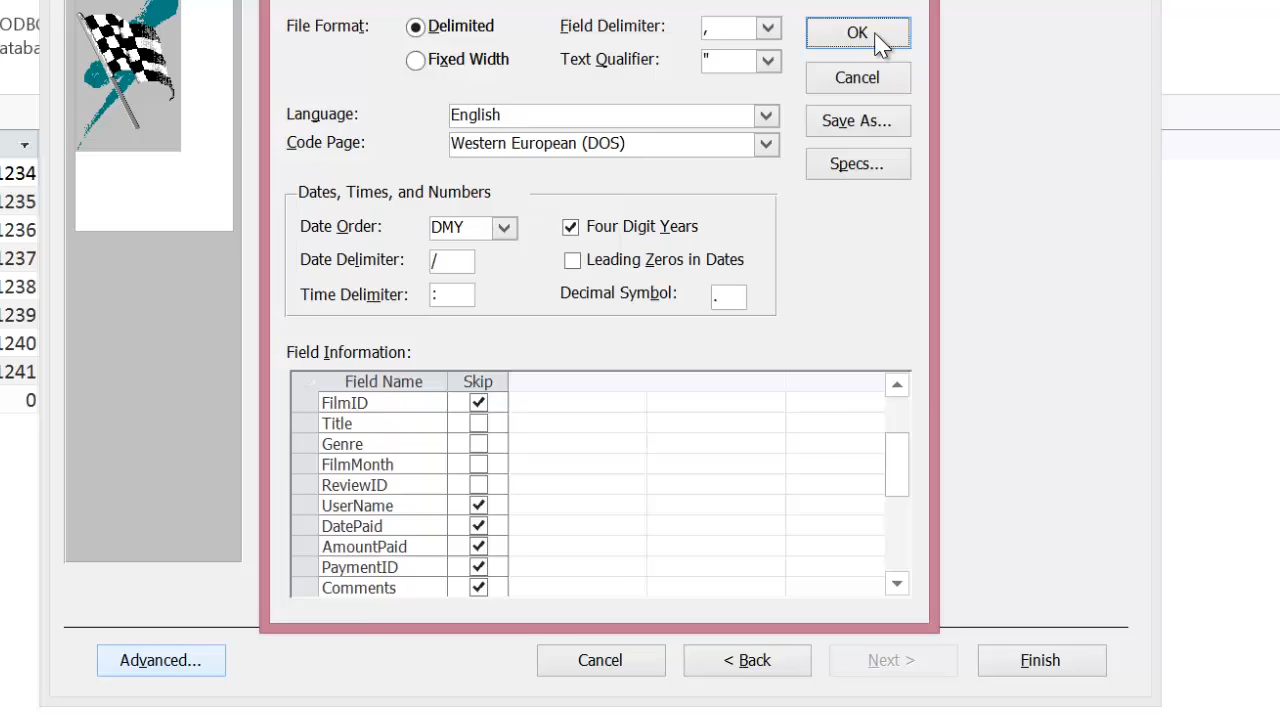 ODBC
ataba
File Format: Delimited Field Delimiter: ,
Fixed Width Text Qualifier: "
OK
Cancel
Language: English
Save As...
Code Page: Western European (DOS)
Specs...
1234
1235
1236
1237
1238
1239
1240
1241
0
Dates, Times, and Numbers
Date Order: DMY Four Digit Years
Date Delimiter: / Leading Zeros in Dates
Time Delimiter: : Decimal Symbol: .
Field Information:
Field Name Skip
FilmID
Title
Genre
FilmMonth
ReviewID
UserName
DatePaid
AmountPaid
PaymentID
Comments
Advanced... Cancel < Back Next > Finish